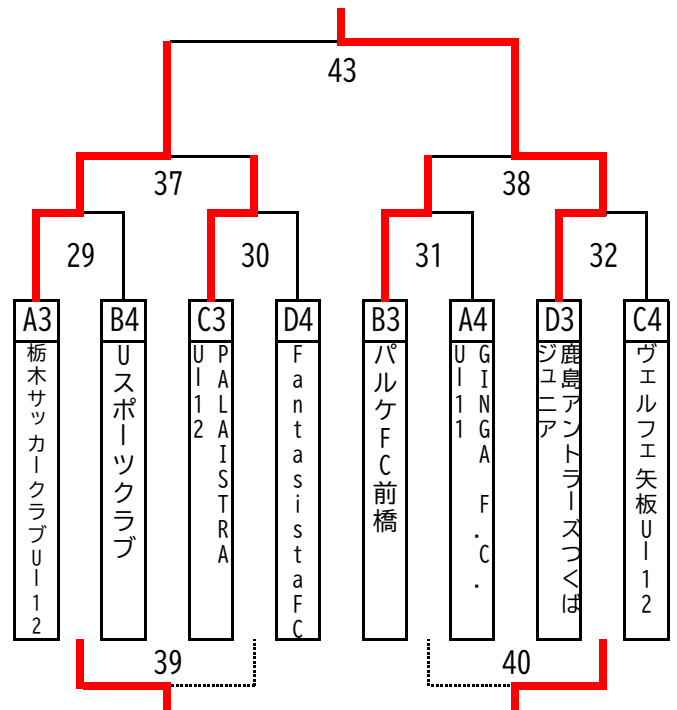 43
37
38
29
30
31
32
A3
B4
C3
D4
B3
A4
D3
C4
栃木サッカークラブU-12
Uスポーツクラブ
PALAISTRA
U-12
FantasistaFC
パルケFC前橋
GINGA F.C.
U-11
鹿島アントラーズつくば
ジュニア
ヴェルフェ矢板U-12
39
40